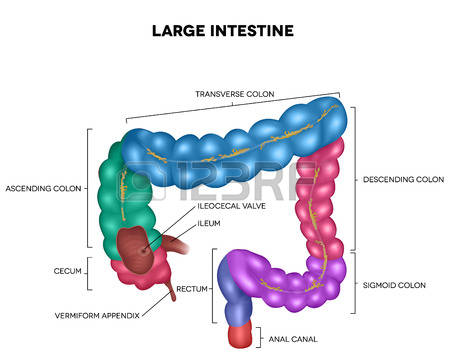 LARGE INTESTINE
TRANSVERSE COLON
ASCENDING COLON
DESCENDING COLON
ILEOCECAL VALVE
ILEUM
CECUM
RECTUM
SIGMOID COLON
VERMIFORM APPENDIX
ANAL CANAL
123RF